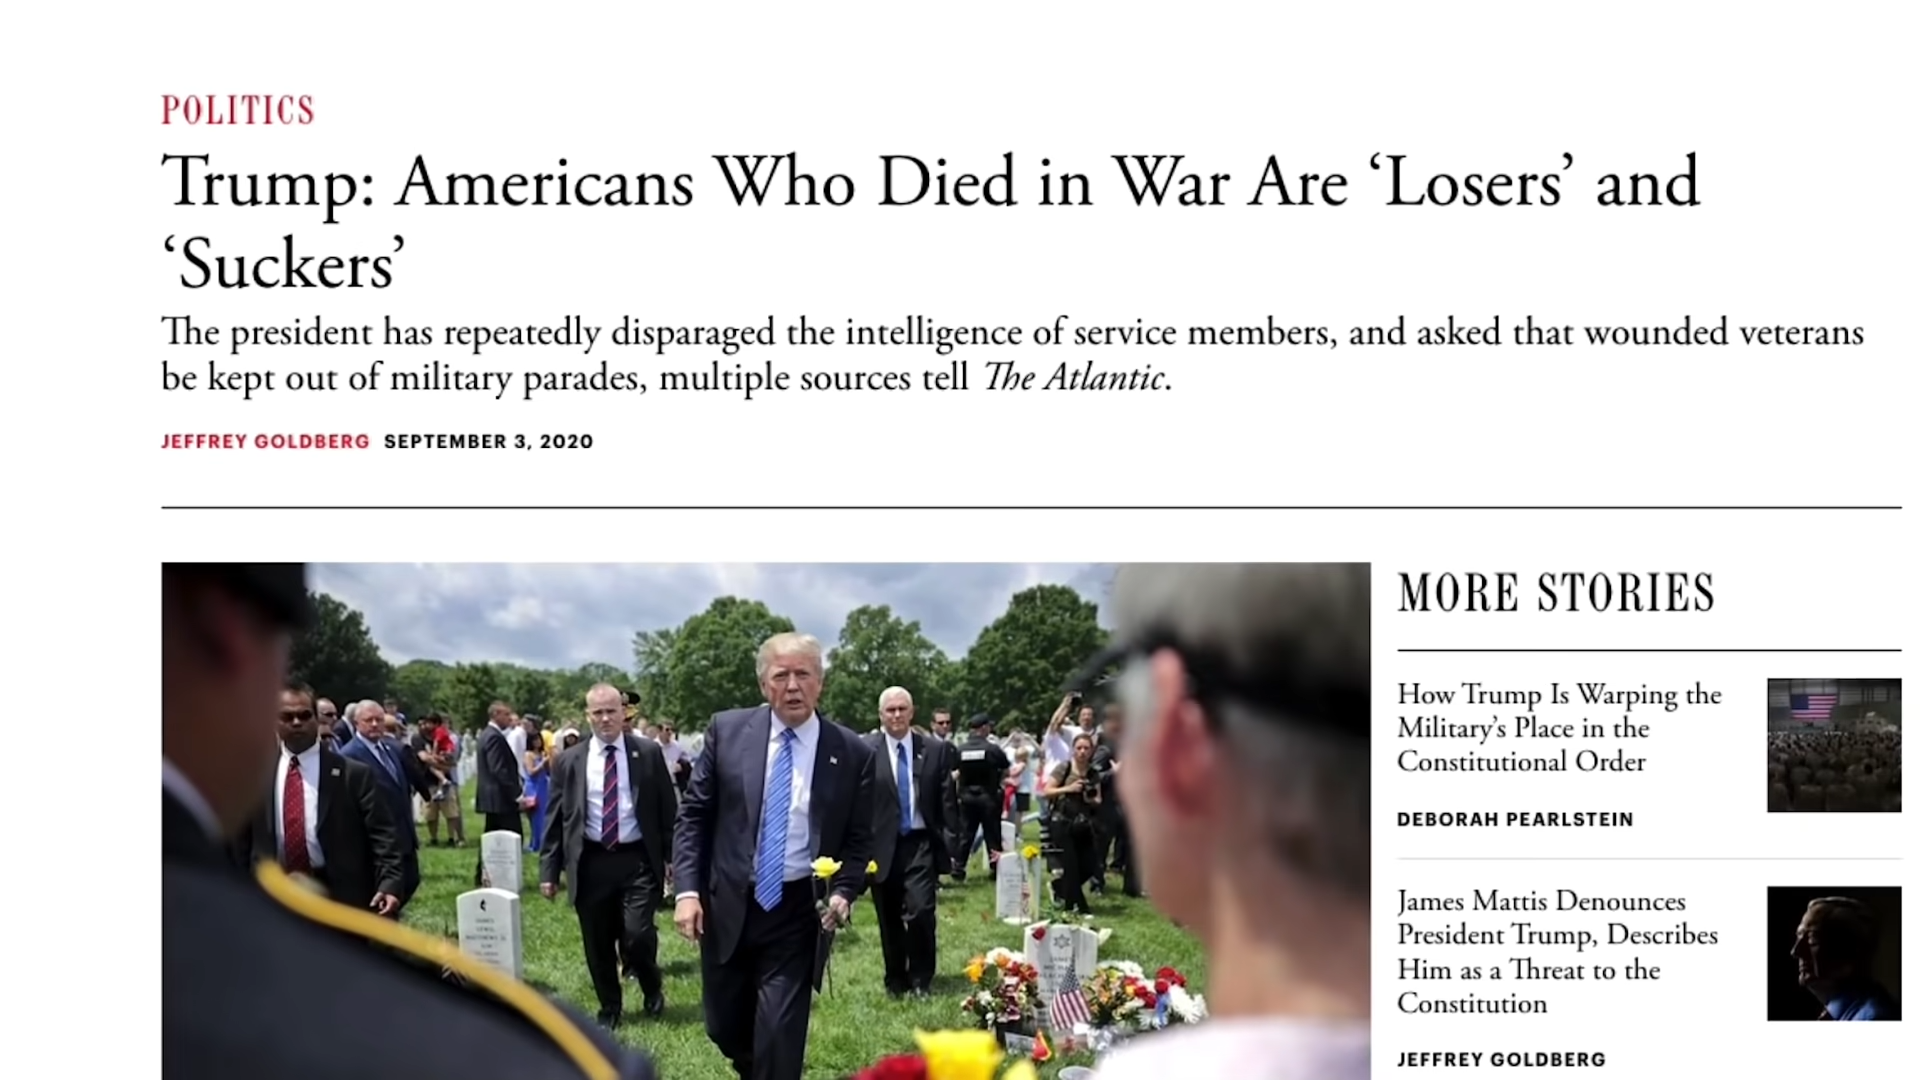 POLITICS
Trump: Americans Who Died in War Are ‘Losers’ and
‘Suckers’
The president has repeatedly disparaged the intelligence of service members, and asked that wounded veterans
be kept out of military parades, multiple sources tell The Atlantic.
JEFFREY GOLDBERG SEPTEMBER 3, 2020
MORE STORIES
How Trump Is Warping the
Military’s Place in the
Constitutional Order
DEBORAH PEARLSTEIN
James Mattis Denounces
President Trump, Describes
Him as a Threat to the
Constitution
JEFFREY GOLDBERG